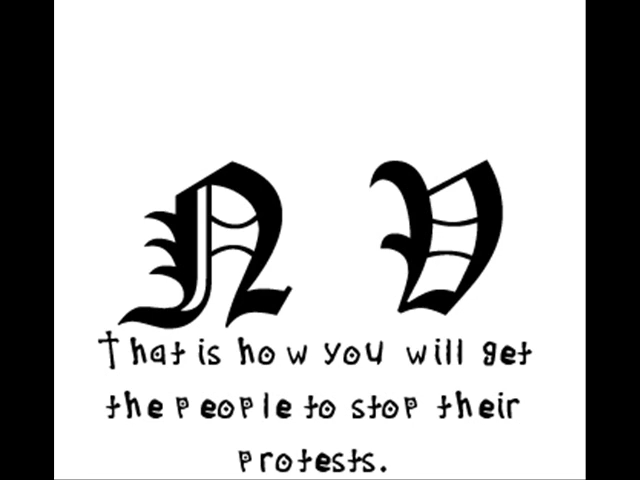 N V
That is how you will get
the people to stop their
protests.